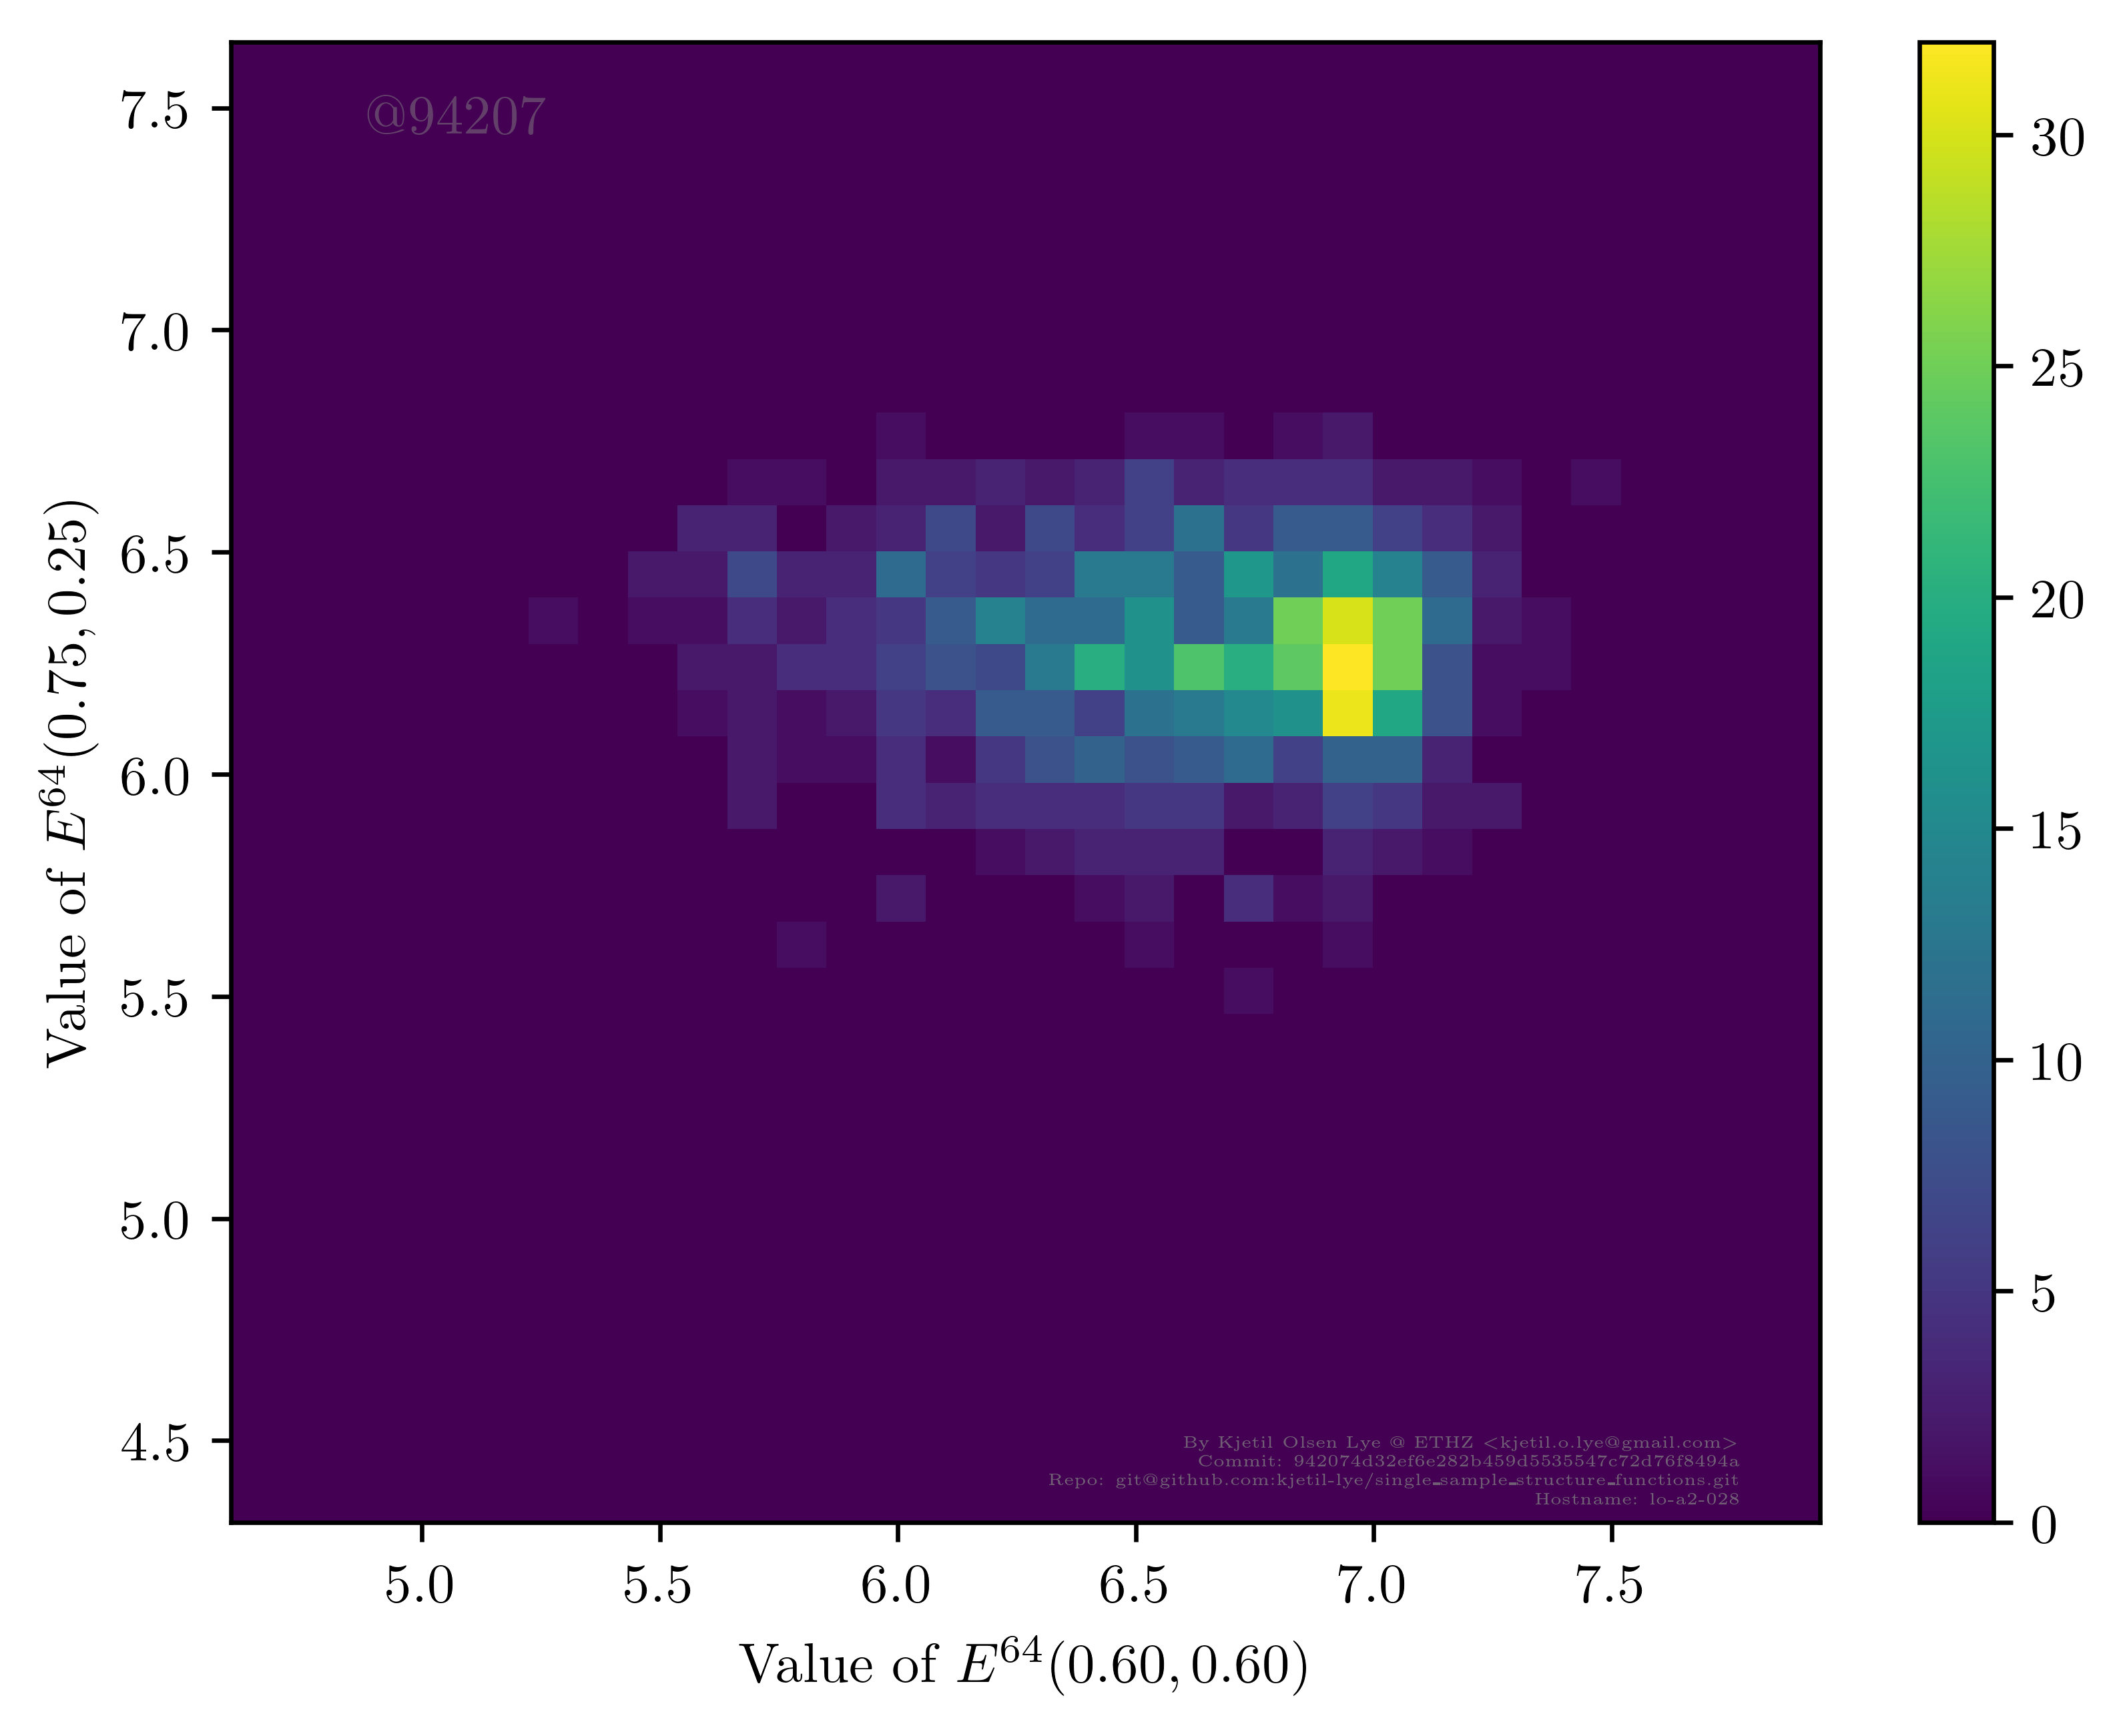 @94207
7.5
7.0
6.5
6.0
5.5
5.0
4.5
Value of E^64(0.75, 0.25)
5.0 5.5 6.0 6.5 7.0 7.5
Value of E^64(0.60, 0.60)
30
25
20
15
10
5
0
By Kjetil Olsen Lye @ ETHZ <kjetil.o.lye@gmail.com>
Commit: 942074d32ef6e282b459d5535547c72d76f8494a
Repo: git@github.com:kjetil-lye/single_sample_structure_functions.git
Hostname: lo-a2-028